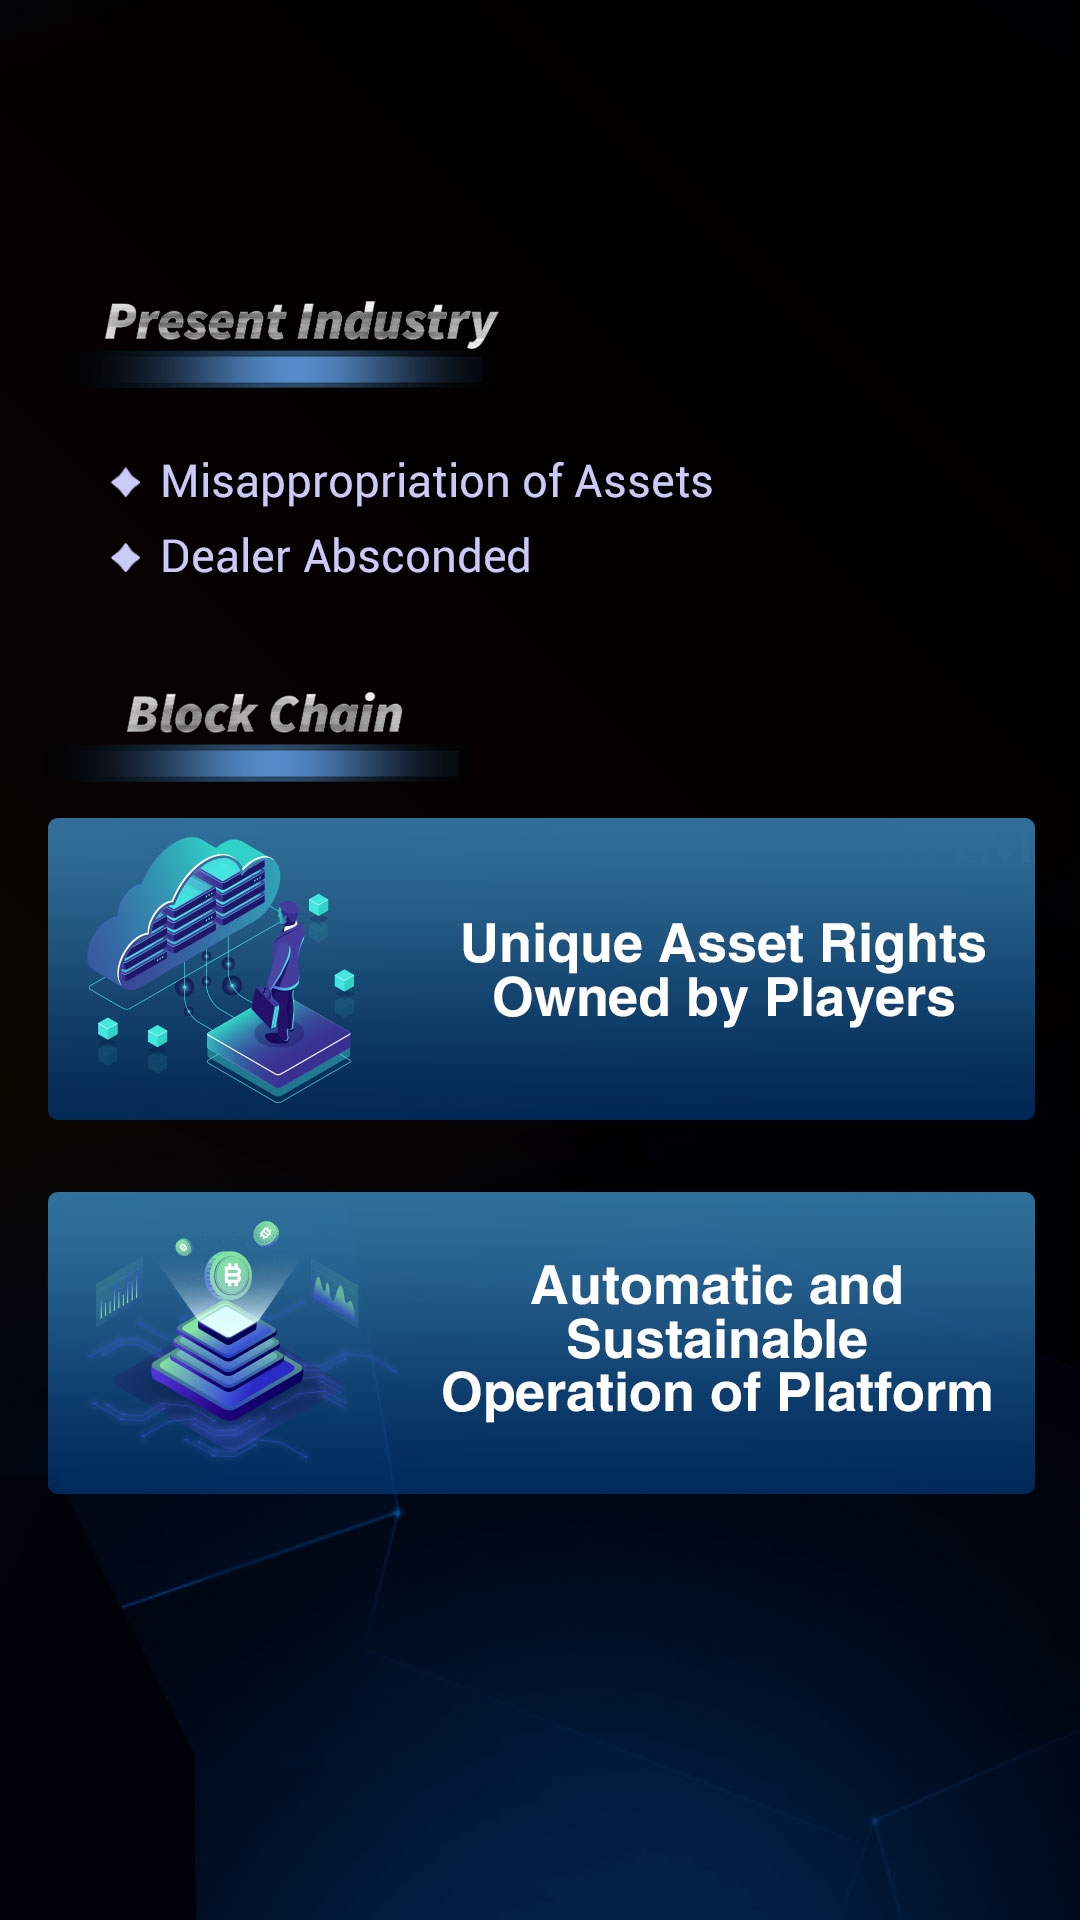 Present Industry
Misappropriation of Assets
Dealer Absconded
Block Chain
Unique Asset Rights
Owned by Players
Automatic and
Sustainable
Operation of Platform